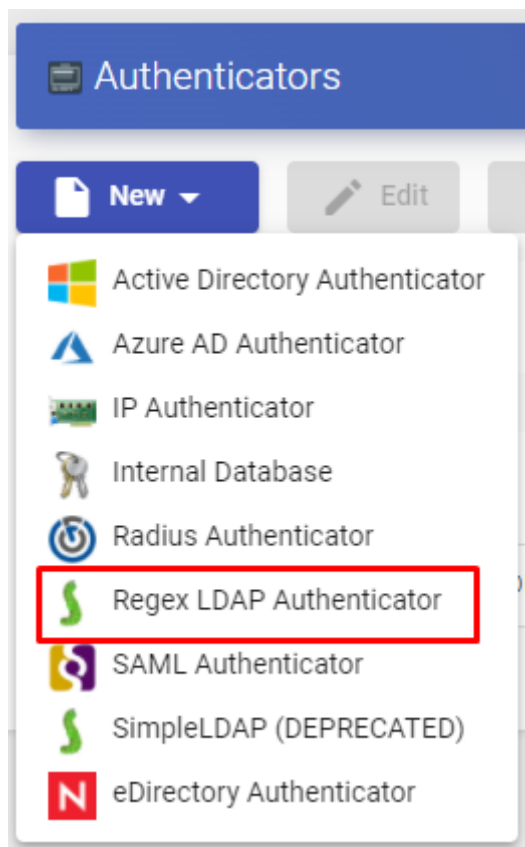 Authenticators
New
Edit
Active Directory Authenticator
Azure AD Authenticator
IP Authenticator
Internal Database
Radius Authenticator
Regex LDAP Authenticator
SAML Authenticator
SimpleLDAP (DEPRECATED)
eDirectory Authenticator